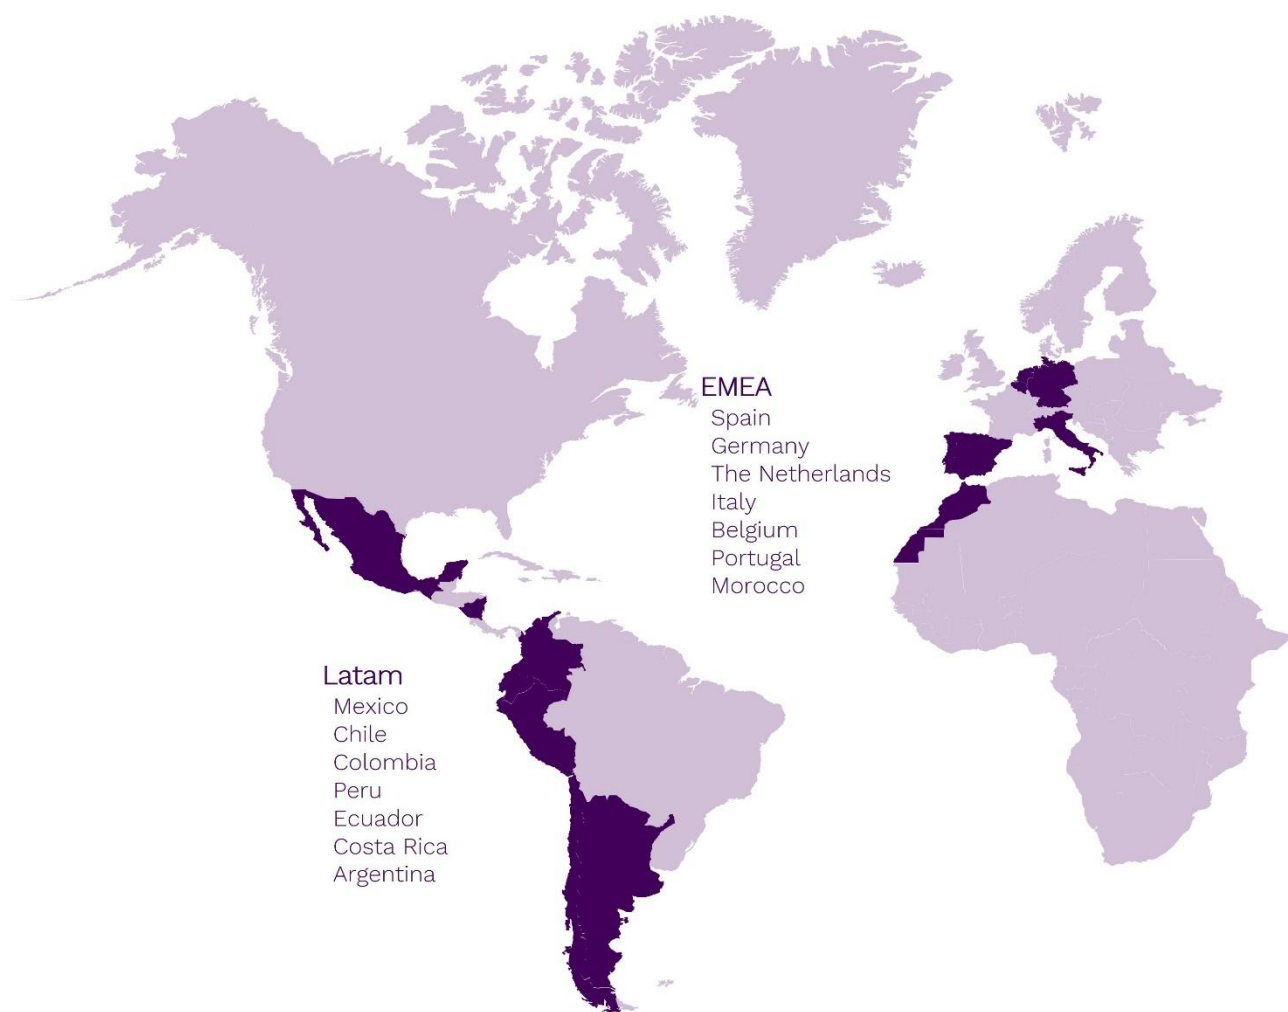 EMEA
Spain
Germany
The Netherlands
Italy
Belgium
Portugal
Morocco
Latam
Mexico
Chile
Colombia
Peru
Ecuador
Costa Rica
Argentina